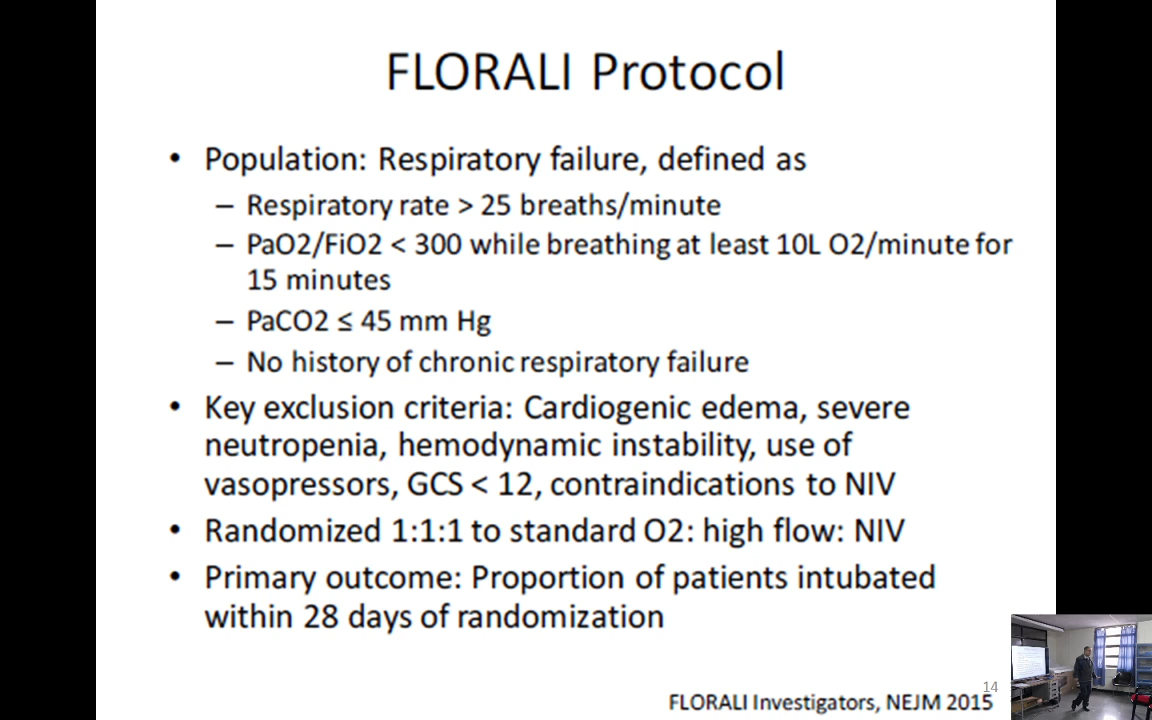 FLORALI Protocol
• Population: Respiratory failure, defined as
– Respiratory rate > 25 breaths/minute
– PaO2/FiO2 < 300 while breathing at least 10L O2/minute for
15 minutes
– PaCO2 ≤ 45 mm Hg
– No history of chronic respiratory failure
• Key exclusion criteria: Cardiogenic edema, severe
neutropenia, hemodynamic instability, use of
vasopressors, GCS < 12, contraindications to NIV
• Randomized 1:1:1 to standard O2: high flow: NIV
• Primary outcome: Proportion of patients intubated
within 28 days of randomization
14
FLORALI Investigators, NEJM 2015